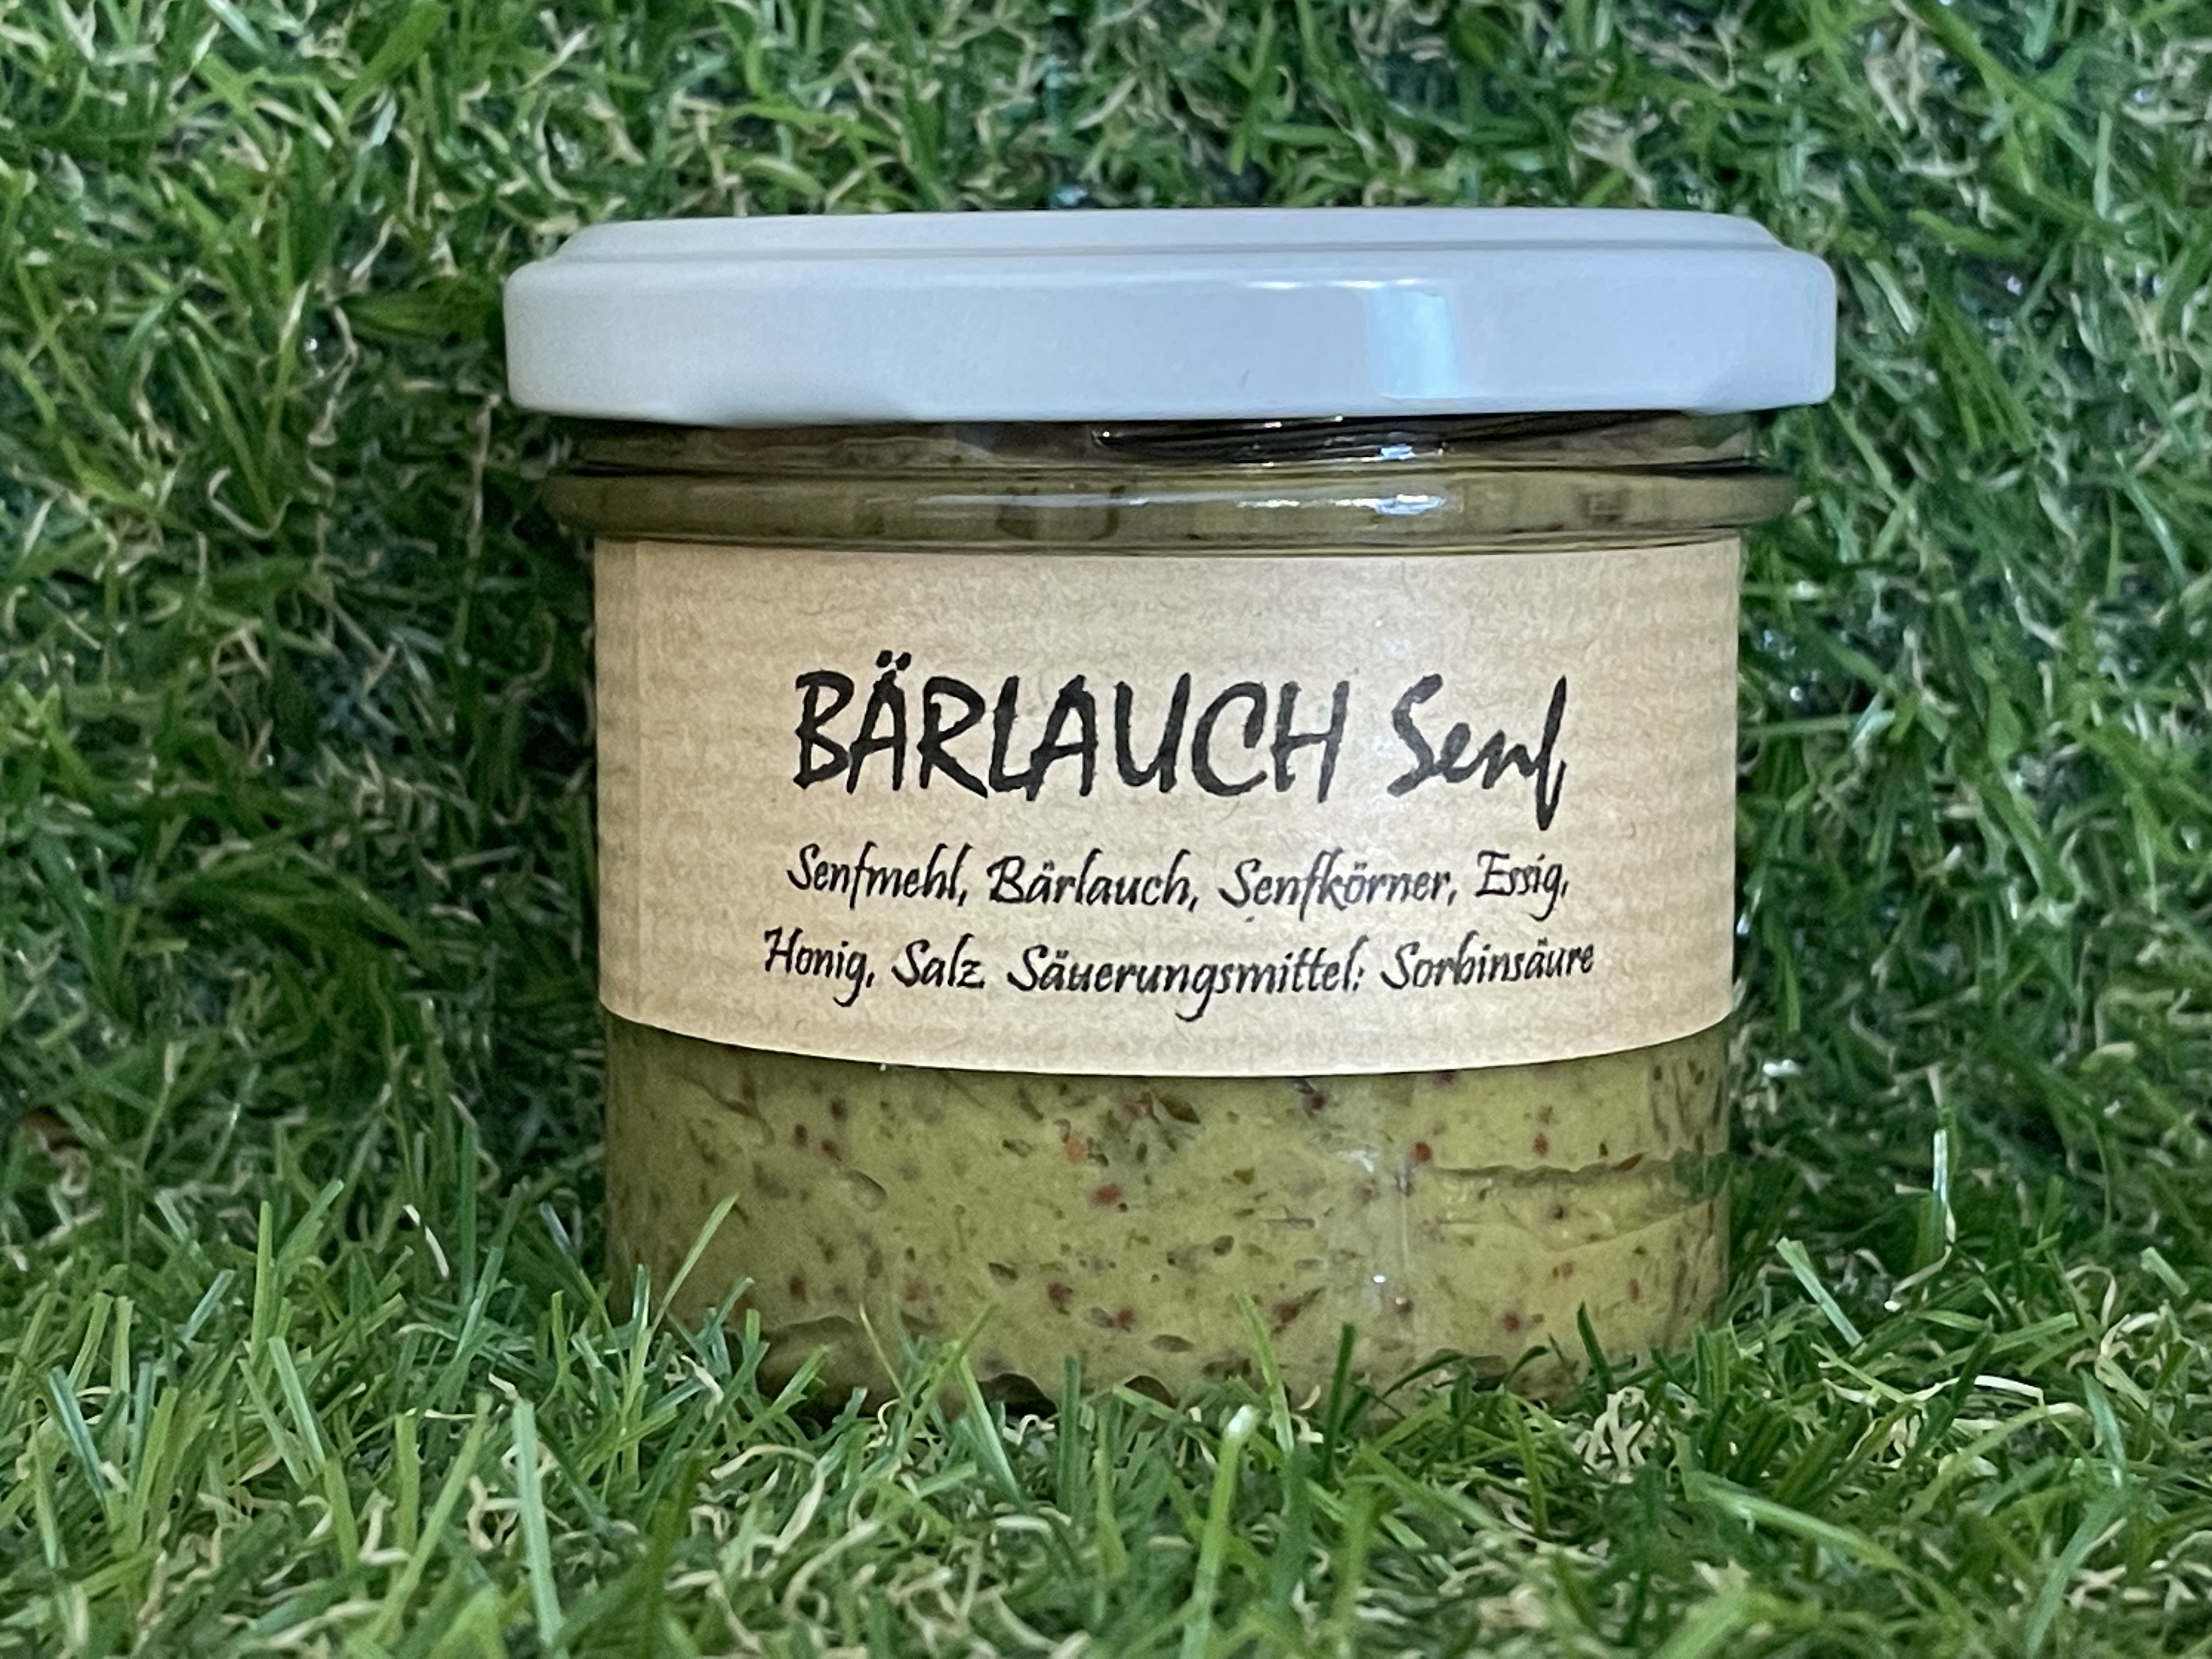 BÄRLAUCH Senf
Senfmehl, Bärlauch, Senfkörner, Essig,
Honig, Salz. Säuerungsmittel: Sorbinsäure